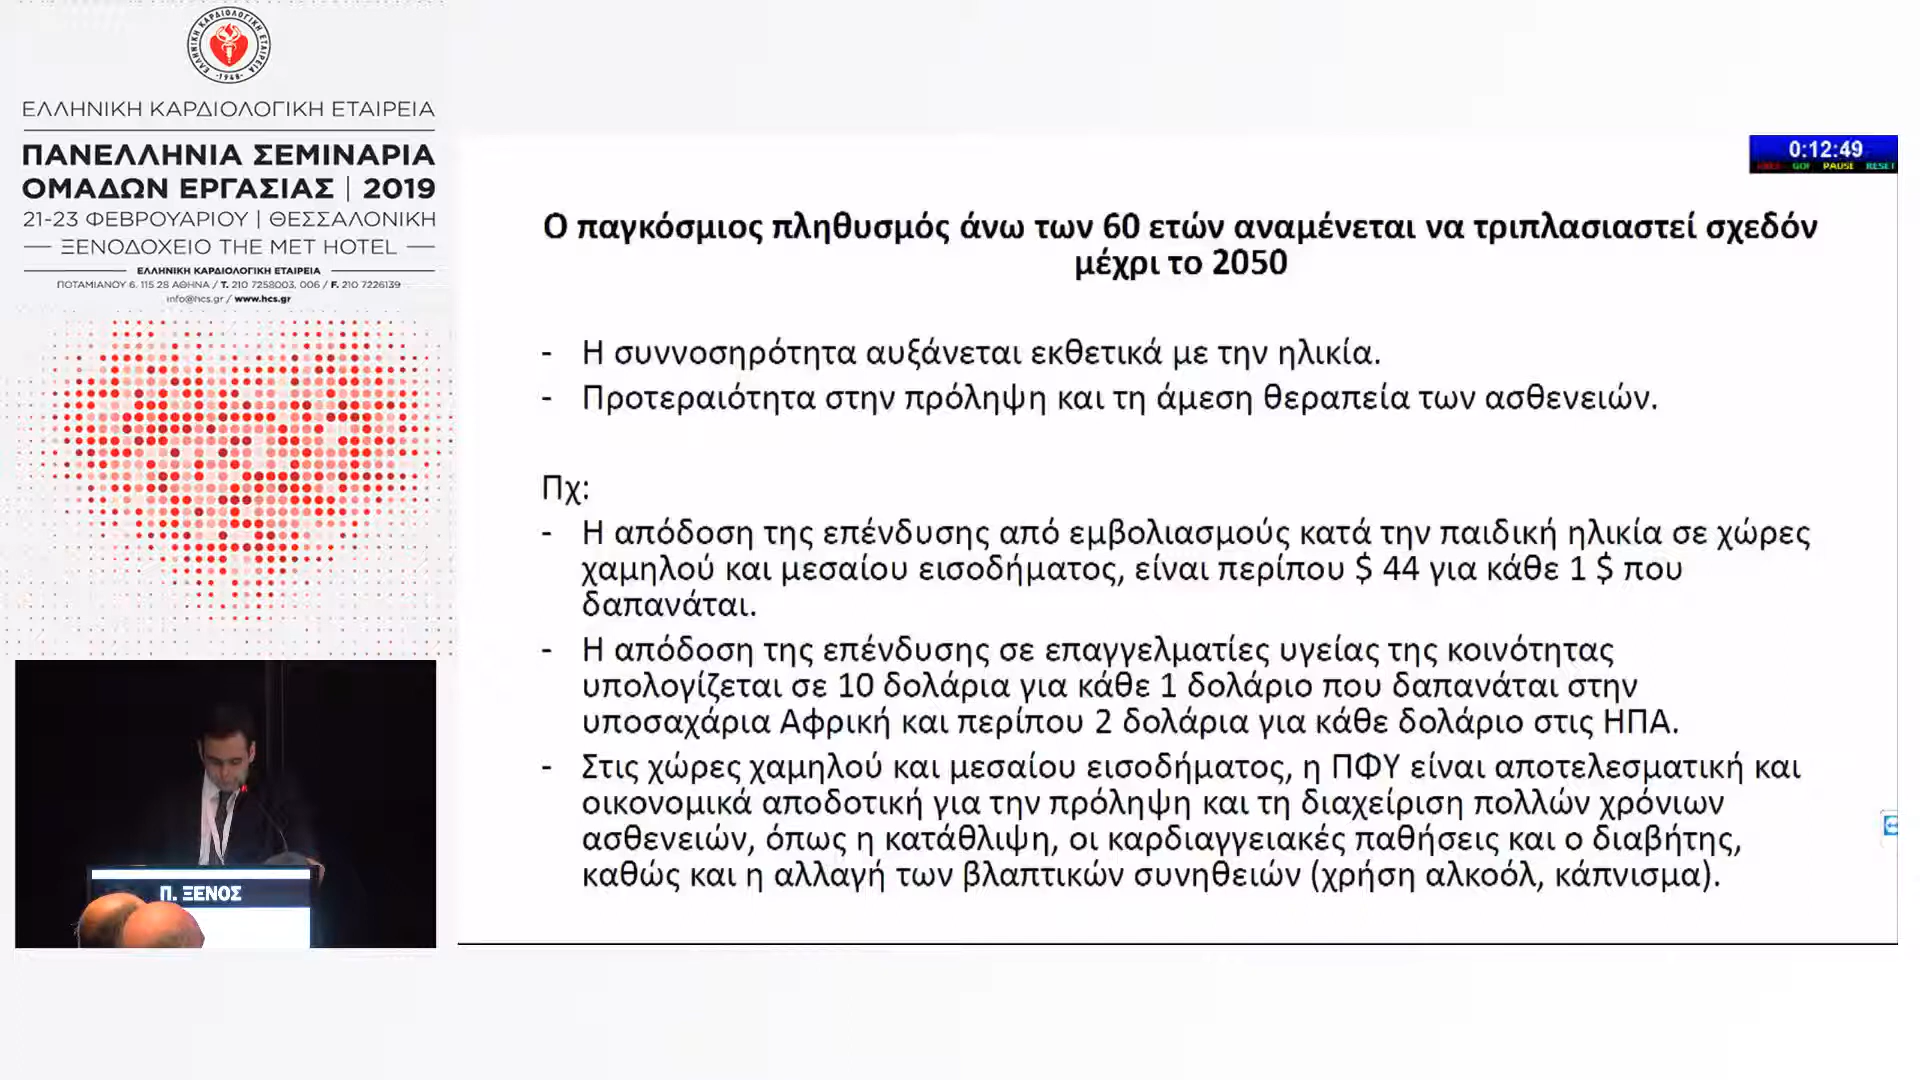 ΕΛΛΗΝΙΚΗ ΚΑΡΔΙΟΛΟΓΙΚΗ ΕΤΑΙΡΕΙΑ
·1948·
ΕΛΛΗΝΙΚΗ ΚΑΡΔΙΟΛΟΓΙΚΗ ΕΤΑΙΡΕΙΑ
ΠΑΝΕΛΛΗΝΙΑ ΣΕΜΙΝΑΡΙΑ
ΟΜΑΔΩΝ ΕΡΓΑΣΙΑΣ | 2019
21-23 ΦΕΒΡΟΥΑΡΙΟΥ | ΘΕΣΣΑΛΟΝΙΚΗ
ΞΕΝΟΔΟΧΕΙΟ THE MET HOTEL
ΕΛΛΗΝΙΚΗ ΚΑΡΔΙΟΛΟΓΙΚΗ ΕΤΑΙΡΕΙΑ
ΠΟΤΑΜΙΑΝΟΥ 6, 115 28 ΑΘΗΝΑ / Τ. 210 7258003, 006 / F. 210 7226139
info@hcs.gr / www.hcs.gr
Π. ΞΕΝΟΣ
0:12:49
GO! PAUSE RESET
Ο παγκόσμιος πληθυσμός άνω των 60 ετών αναμένεται να τριπλασιαστεί σχεδόν
μέχρι το 2050
- Η συννοσηρότητα αυξάνεται εκθετικά με την ηλικία.
- Προτεραιότητα στην πρόληψη και τη άμεση θεραπεία των ασθενειών.
Πχ:
- Η απόδοση της επένδυσης από εμβολιασμούς κατά την παιδική ηλικία σε χώρες
χαμηλού και μεσαίου εισοδήματος, είναι περίπου $ 44 για κάθε 1 $ που
δαπανάται.
- Η απόδοση της επένδυσης σε επαγγελματίες υγείας της κοινότητας
υπολογίζεται σε 10 δολάρια για κάθε 1 δολάριο που δαπανάται στην
υποσαχάρια Αφρική και περίπου 2 δολάρια για κάθε δολάριο στις ΗΠΑ.
- Στις χώρες χαμηλού και μεσαίου εισοδήματος, η ΠΦΥ είναι αποτελεσματική και
οικονομικά αποδοτική για την πρόληψη και τη διαχείριση πολλών χρόνιων
ασθενειών, όπως η κατάθλιψη, οι καρδιαγγειακές παθήσεις και ο διαβήτης,
καθώς και η αλλαγή των βλαπτικών συνηθειών (χρήση αλκοόλ, κάπνισμα).